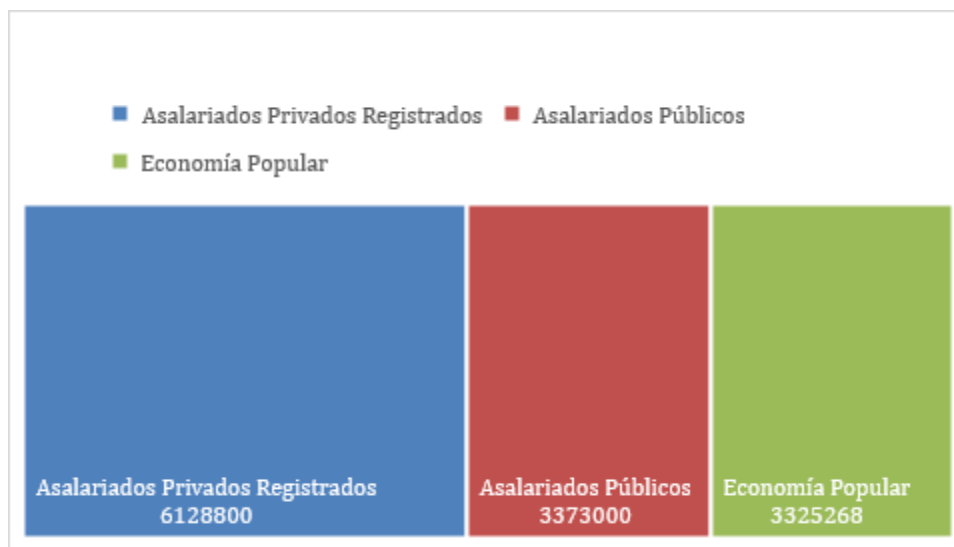 Asalariados Privados Registrados
Asalariados Públicos
Economía Popular
Asalariados Privados Registrados
6128800
Asalariados Públicos
3373000
Economía Popular
3325268